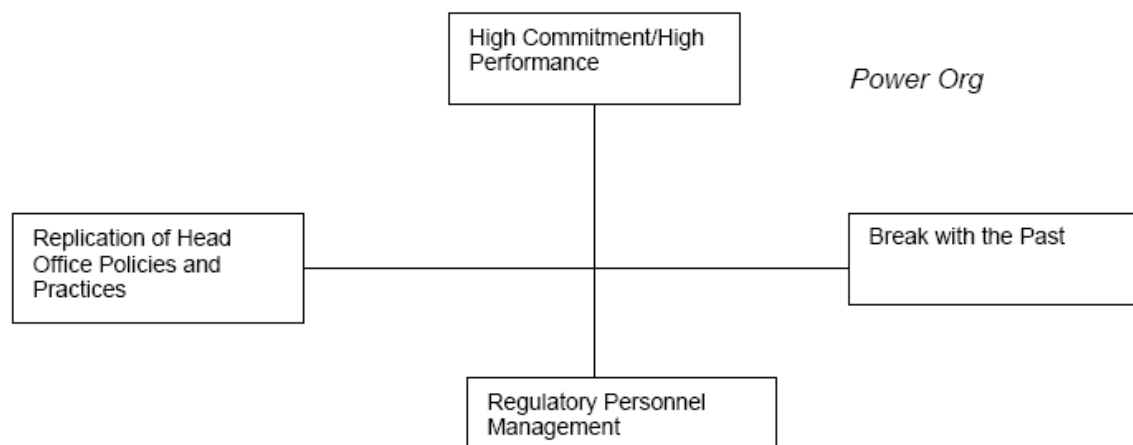 High Commitment/High
Performance
Power Org
Replication of Head
Office Policies and
Practices
Break with the Past
Regulatory Personnel
Management